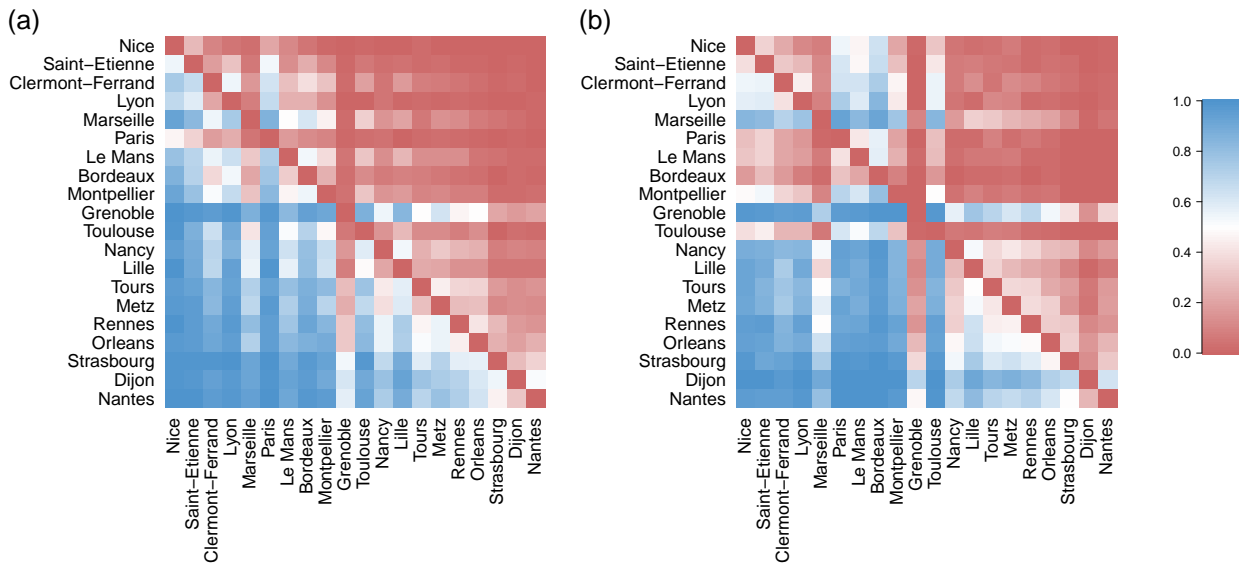 (a)
Nice
Saint−Etienne
Clermont−Ferrand
Lyon
Marseille
Paris
Le Mans
Bordeaux
Montpellier
Grenoble
Toulouse
Nancy
Lille
Tours
Metz
Rennes
Orleans
Strasbourg
Dijon
Nantes
Nice
Saint−Etienne
Clermont−Ferrand
Lyon
Marseille
Paris
Le Mans
Bordeaux
Montpellier
Grenoble
Toulouse
Nancy
Lille
Tours
Metz
Rennes
Orleans
Strasbourg
Dijon
Nantes
(b)
Nice
Saint−Etienne
Clermont−Ferrand
Lyon
Marseille
Paris
Le Mans
Bordeaux
Montpellier
Grenoble
Toulouse
Nancy
Lille
Tours
Metz
Rennes
Orleans
Strasbourg
Dijon
Nantes
Nice
Saint−Etienne
Clermont−Ferrand
Lyon
Marseille
Paris
Le Mans
Bordeaux
Montpellier
Grenoble
Toulouse
Nancy
Lille
Tours
Metz
Rennes
Orleans
Strasbourg
Dijon
Nantes
1.0
0.8
0.6
0.4
0.2
0.0